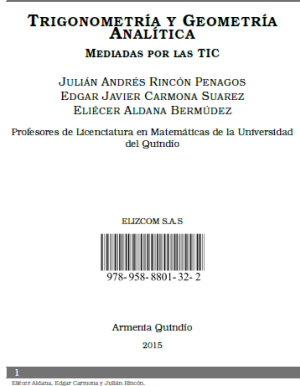 TRIGONOMETRÍA Y GEOMETRÍA
ANALÍTICA
MEDIADAS POR LAS TIC
JULIÁN ANDRÉS RINCÓN PENAGOS
EDGAR JAVIER CARMONA SUAREZ
ELIÉCER ALDANA BERMÚDEZ
Profesores de Licenciatura en Matemáticas de la Universidad
del Quindío
ELIZCOM S.A.S
978- 958- 8801- 32- 2
Armenia Quindío
2015
1
Eliécer Aldana, Edgar Carmona y Julián Rincón.